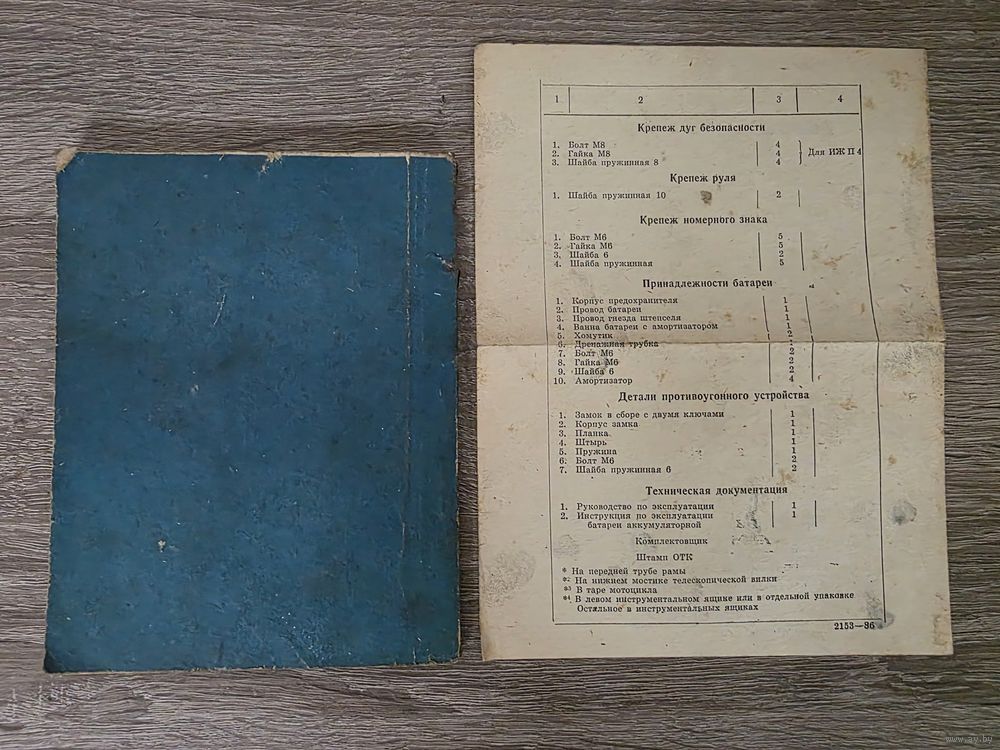 1 2 3 4
Крепеж дуг безопасности
1. Болт М8 4
2. Гайка М8 4 Для ИЖ П 4
3. Шайба пружинная 8 4
Крепеж руля
1. Шайба пружинная 10 2
Крепеж номерного знака
1. Болт М6 5
2. Гайка М6 5
3. Шайба 6 2
4. Шайба пружинная 5
Принадлежности батареи
1. Корпус предохранителя 1
2. Провод батареи 1
3. Провод гнезда штепселя 1
4. Ванна батареи с амортизатором 1
5. Хомутик 2
6. Дренажная трубка
7. Болт М6 2
8. Гайка М6 2
9. Шайба 6 2
10. Амортизатор 4
Детали противоугонного устройства
1. Замок в сборе с двумя ключами 1
2. Корпус замка 1
3. Планка 1
4. Штырь 1
5. Пружина 1
6. Болт М6 2
7. Шайба пружинная 6 2
Техническая документация
1. Руководство по эксплуатации 1
2. Инструкция по эксплуатации 1
батареи аккумуляторной
Комплектовщик
Штамп ОТК
* На передней трубе рамы
*2 На нижнем мостике телескопической вилки
*3 В таре мотоцикла
*4 В левом инструментальном ящике или в отдельной упаковке
Остальное в инструментальных ящиках
2153—86
www.ay.by